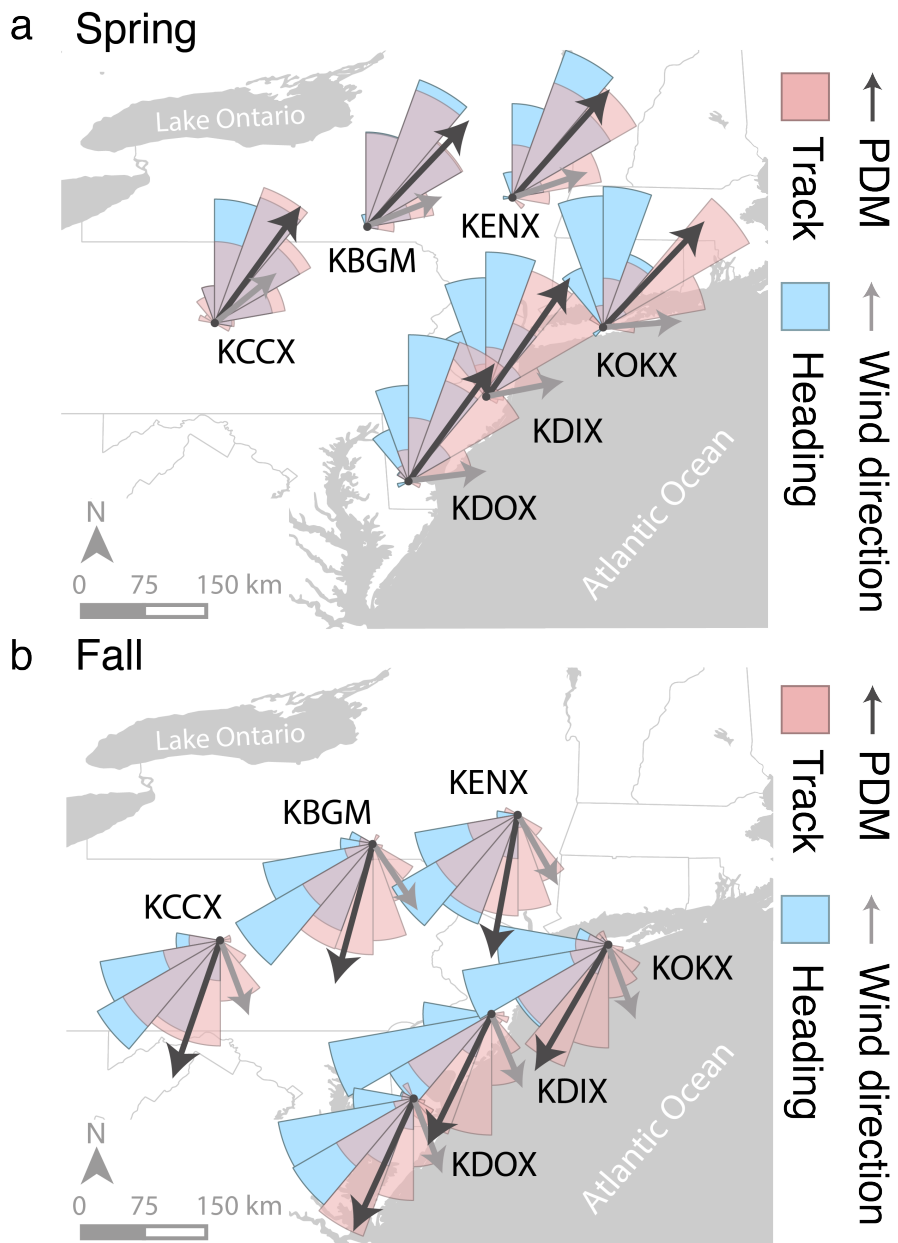 a Spring
Lake Ontario
KENX
KBGM
KCCX
KOKX
KDIX
KDOX
Atlantic Ocean
N
0 75 150 km
PDM
Track
Wind direction
Heading
b Fall
Lake Ontario
KENX
KBGM
KCCX
KOKX
KDIX
KDOX
Atlantic Ocean
N
0 75 150 km
PDM
Track
Wind direction
Heading